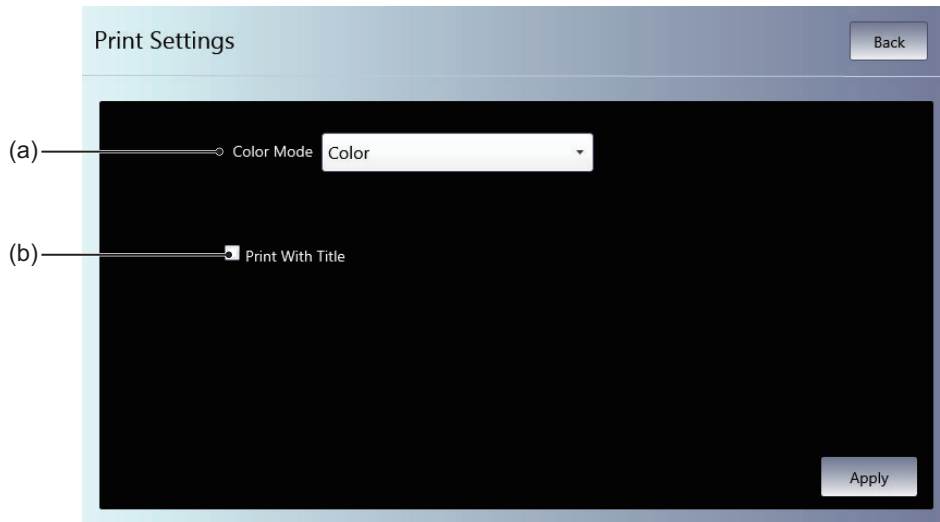 Print Settings
Back
(a) Color Mode Color
(b) Print With Title
Apply